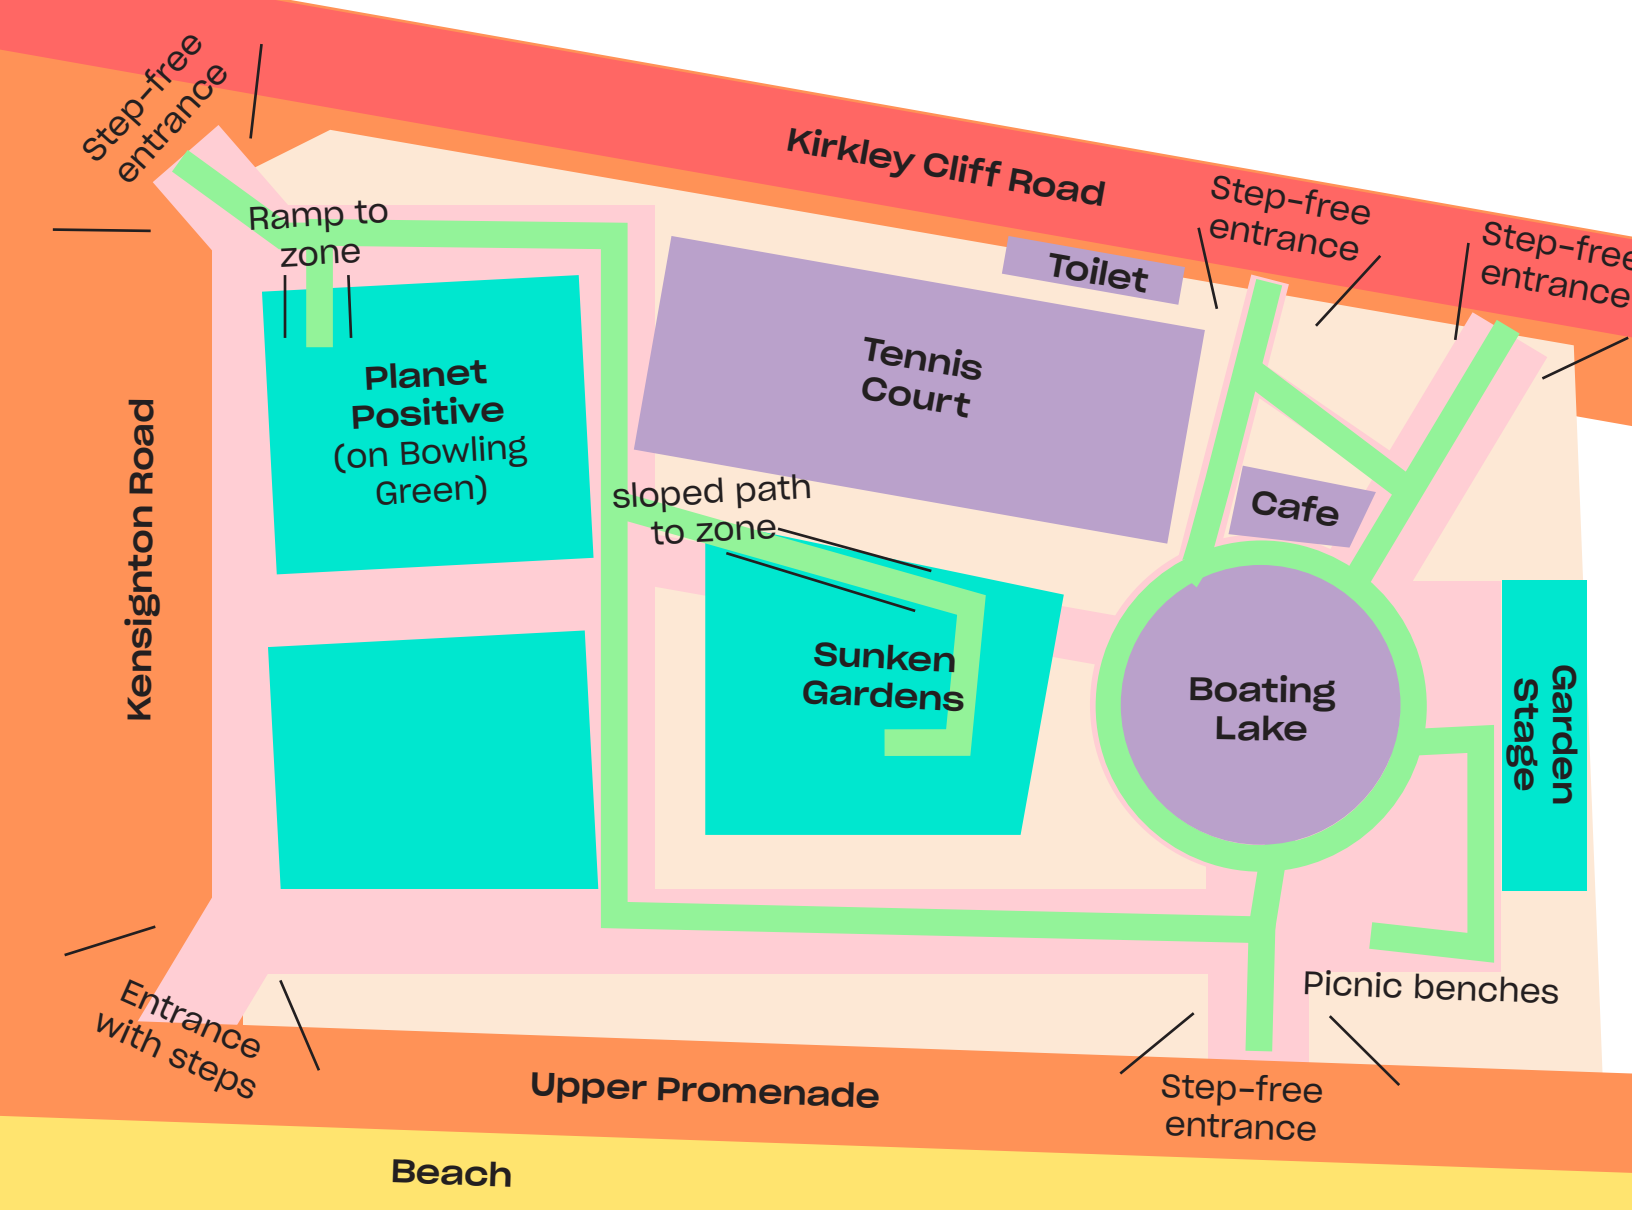 Step-free
entrance
Kirkley Cliff Road
Step-free
entrance
Step-free
entrance
Ramp to
zone
Toilet
Tennis
Court
Planet
Positive
(on Bowling
Green)
Kensignton Road
sloped path
to zone
Cafe
Sunken
Gardens
Boating
Lake
Garden
Stage
Entrance
with steps
Picnic benches
Upper Promenade
Step-free
entrance
Beach